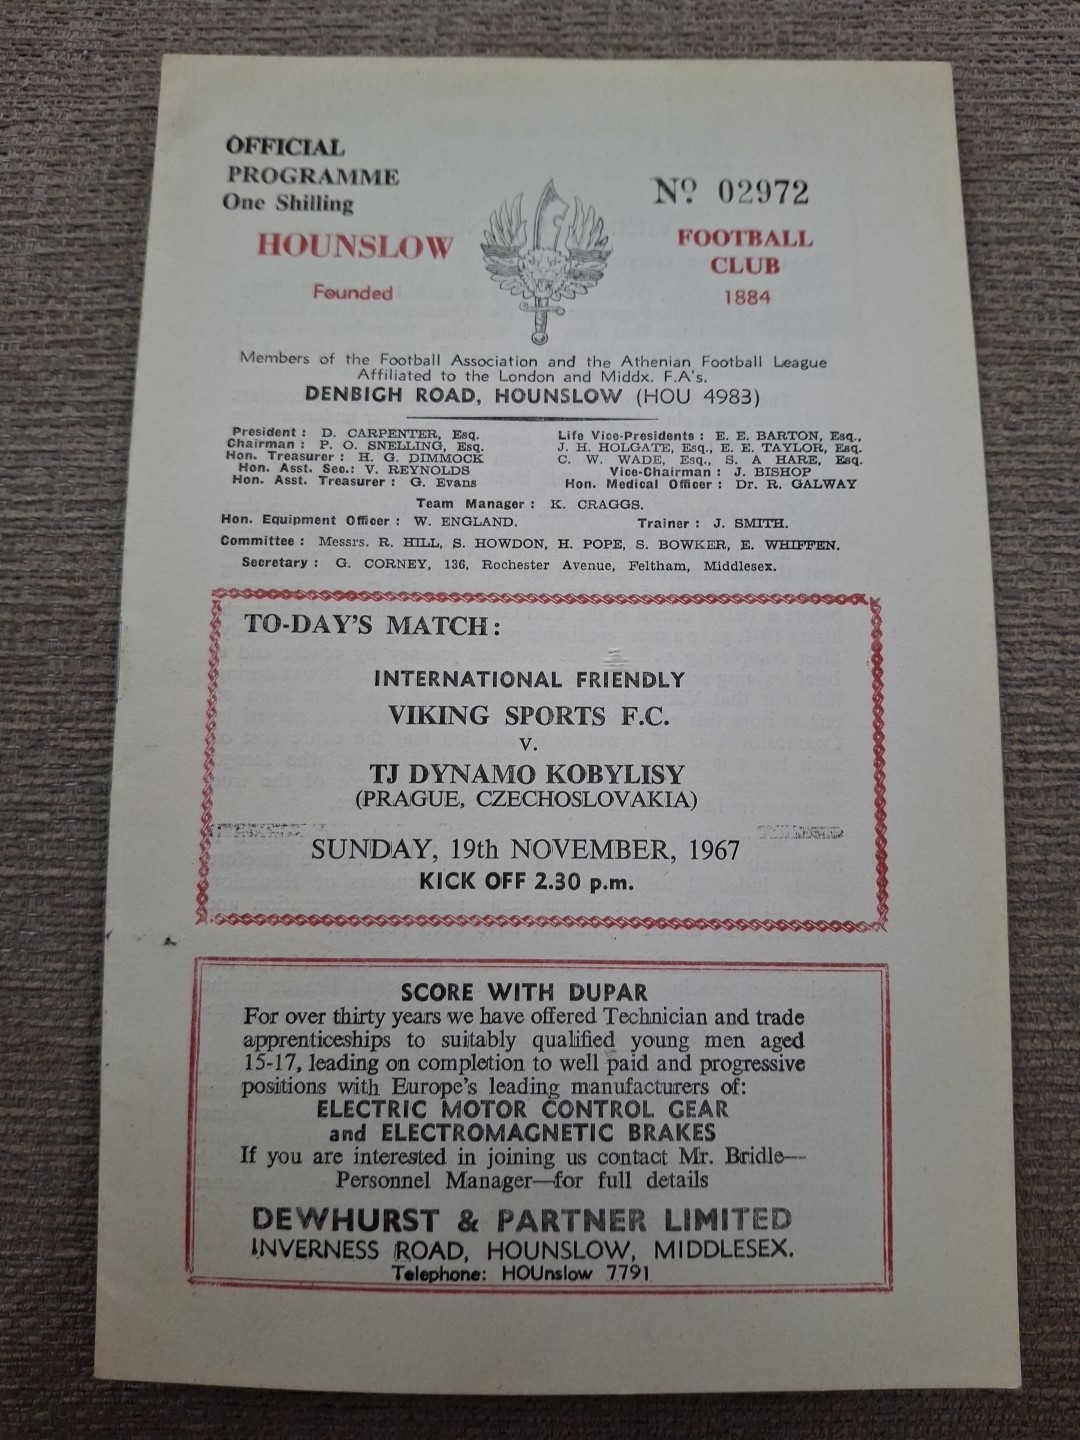 OFFICIAL
PROGRAMME
One Shilling
Nº 02972
HOUNSLOW
FOOTBALL
CLUB
Founded
1884
Members of the Football Association and the Athenian Football League
Affiliated to the London and Middx. F.A's.
DENBIGH ROAD, HOUNSLOW (HOU 4983)
President : D. CARPENTER, Esq.
Chairman : P. O. SNELLING, Esq.
Hon. Treasurer : H. G. DIMMOCK
Hon. Asst. Sec.: V. REYNOLDS
Hon. Asst. Treasurer : G. Evans
Life Vice-Presidents : E. E. BARTON, Esq.,
J. H. HOLGATE, Esq., E. E. TAYLOR, Esq.
C. W. WADE, Esq., S. A HARE, Esq.
Vice-Chairman : J. BISHOP
Hon. Medical Officer : Dr. R. GALWAY
Team Manager : K. CRAGGS.
Hon. Equipment Officer : W. ENGLAND.
Trainer : J. SMITH.
Committee : Messrs. R. HILL, S. HOWDON, H. POPE, S. BOWKER, E. WHIFFEN.
Secretary : G. CORNEY, 136, Rochester Avenue, Feltham, Middlesex.
TO-DAY'S MATCH :
INTERNATIONAL FRIENDLY
VIKING SPORTS F.C.
v.
TJ DYNAMO KOBYLISY
(PRAGUE, CZECHOSLOVAKIA)
SUNDAY, 19th NOVEMBER, 1967
KICK OFF 2.30 p.m.
SCORE WITH DUPAR
For over thirty years we have offered Technician and trade
apprenticeships to suitably qualified young men aged
15-17, leading on completion to well paid and progressive
positions with Europe's leading manufacturers of:
ELECTRIC MOTOR CONTROL GEAR
and ELECTROMAGNETIC BRAKES
If you are interested in joining us contact Mr. Bridle—
Personnel Manager—for full details
DEWHURST & PARTNER LIMITED
INVERNESS ROAD, HOUNSLOW, MIDDLESEX.
Telephone: HOUnslow 7791